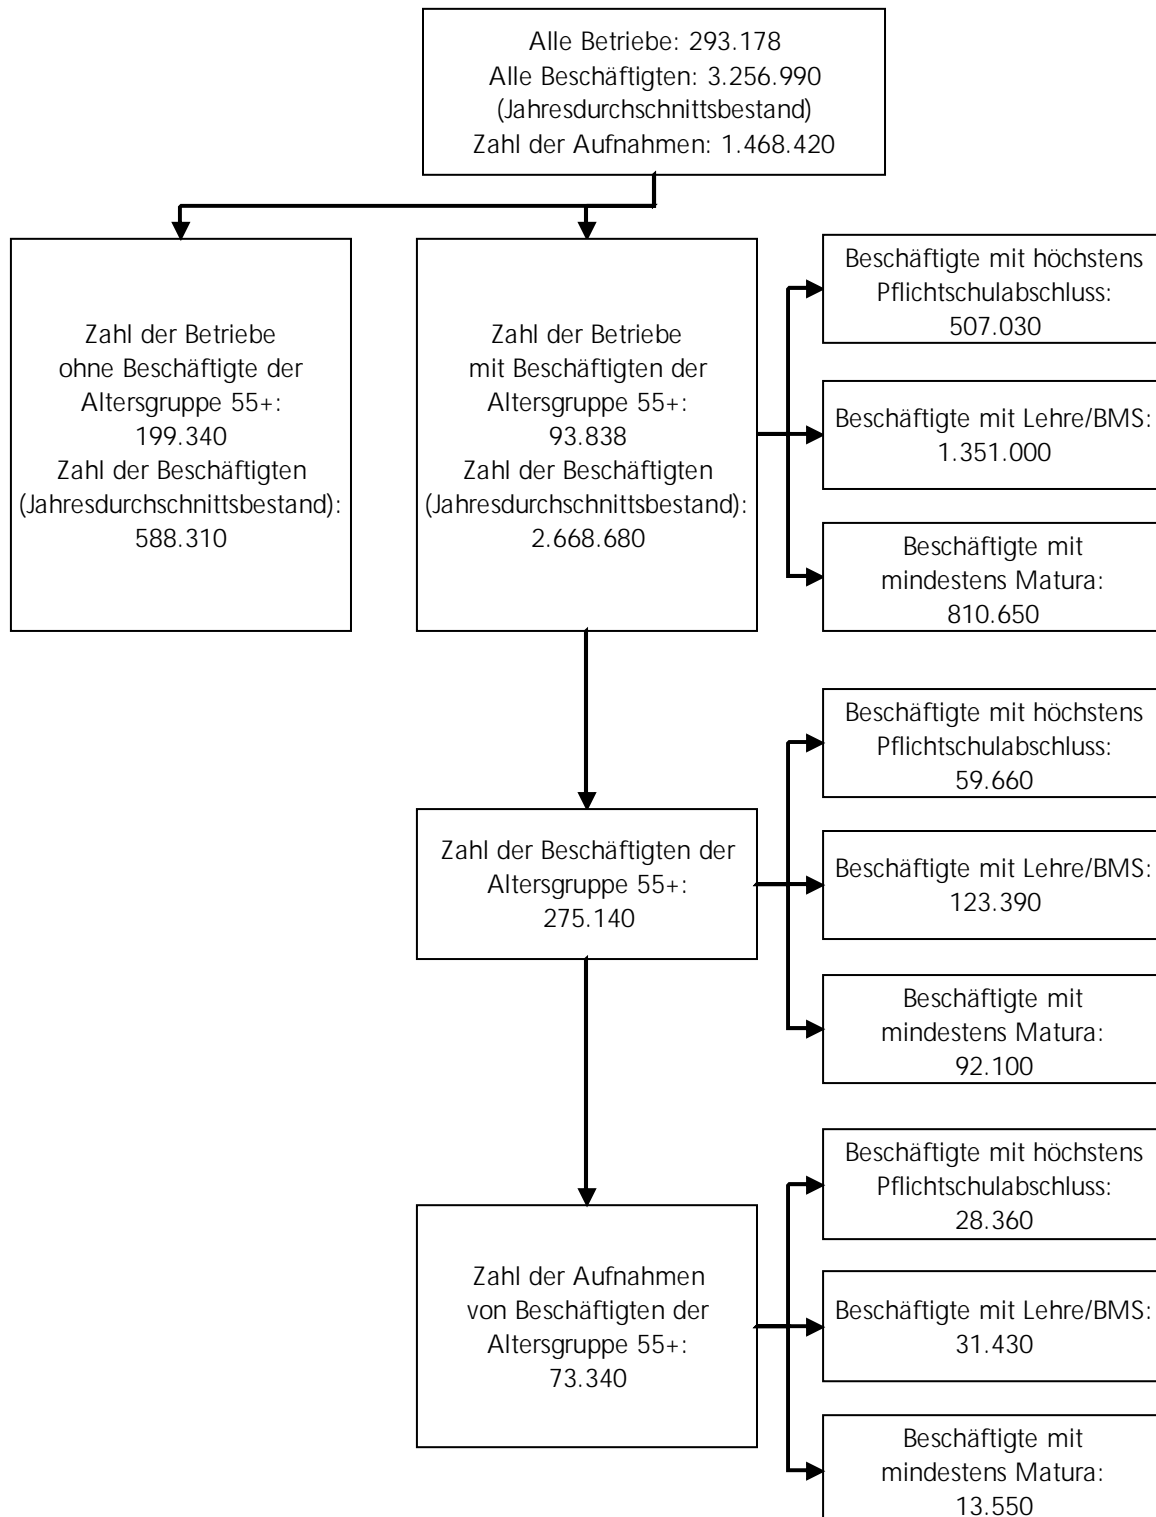 Alle Betriebe: 293.178
Alle Beschäftigten: 3.256.990
(Jahresdurchschnittsbestand)
Zahl der Aufnahmen: 1.468.420
Zahl der Betriebe
ohne Beschäftigte der
Altersgruppe 55+:
199.340
Zahl der Beschäftigten
(Jahresdurchschnittsbestand):
588.310
Zahl der Betriebe
mit Beschäftigten der
Altersgruppe 55+:
93.838
Zahl der Beschäftigten
(Jahresdurchschnittsbestand):
2.668.680
Beschäftigte mit höchstens
Pflichtschulabschluss:
507.030
Beschäftigte mit Lehre/BMS:
1.351.000
Beschäftigte mit
mindestens Matura:
810.650
Zahl der Beschäftigten der
Altersgruppe 55+:
275.140
Beschäftigte mit höchstens
Pflichtschulabschluss:
59.660
Beschäftigte mit Lehre/BMS:
123.390
Beschäftigte mit
mindestens Matura:
92.100
Zahl der Aufnahmen
von Beschäftigten der
Altersgruppe 55+:
73.340
Beschäftigte mit höchstens
Pflichtschulabschluss:
28.360
Beschäftigte mit Lehre/BMS:
31.430
Beschäftigte mit
mindestens Matura:
13.550